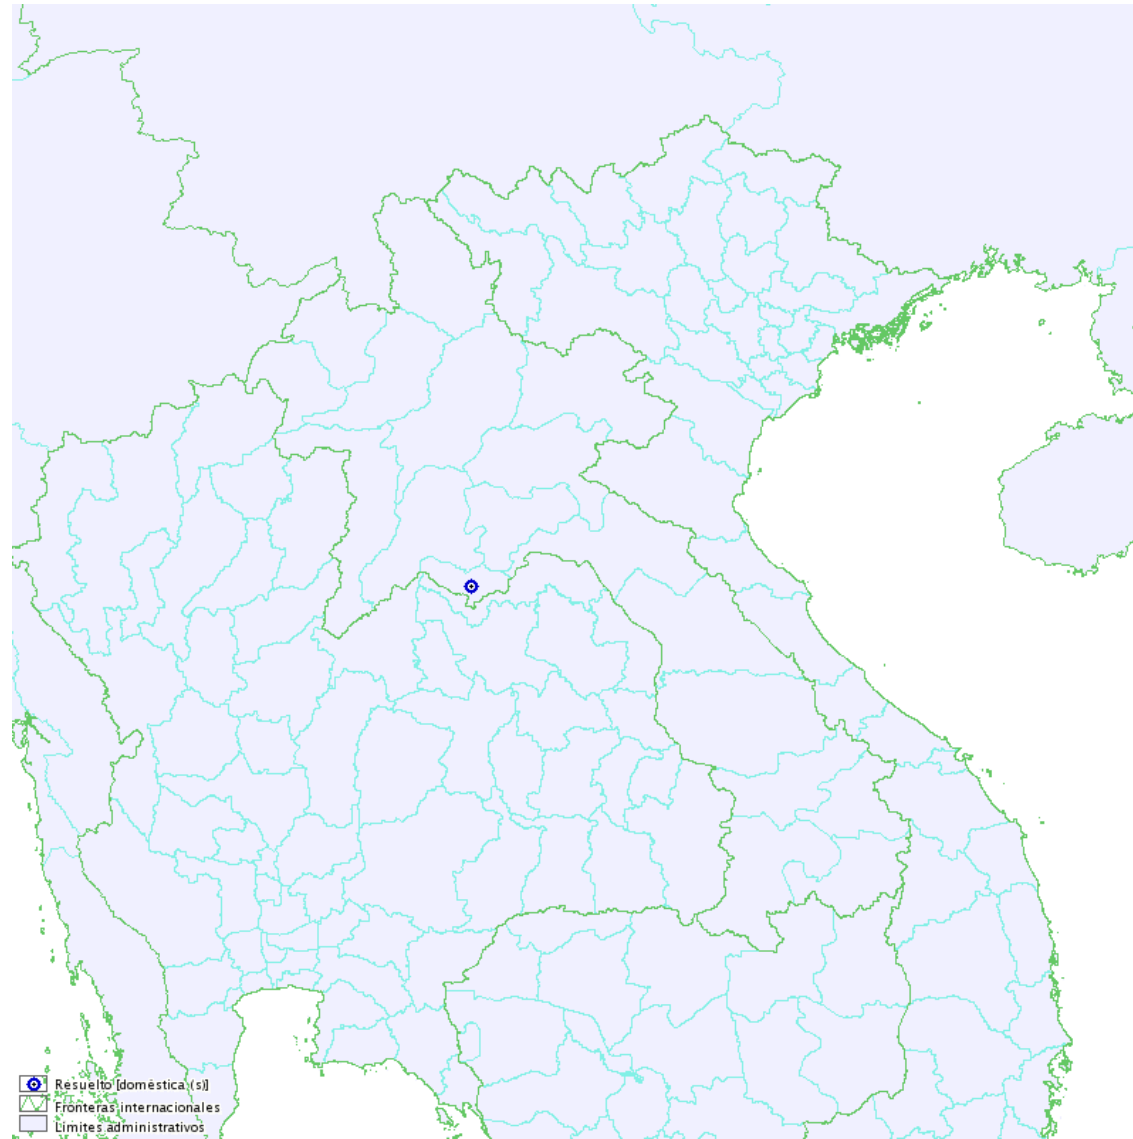 Resuelto [doméstica (s)]
Fronteras internacionales
Límites administrativos